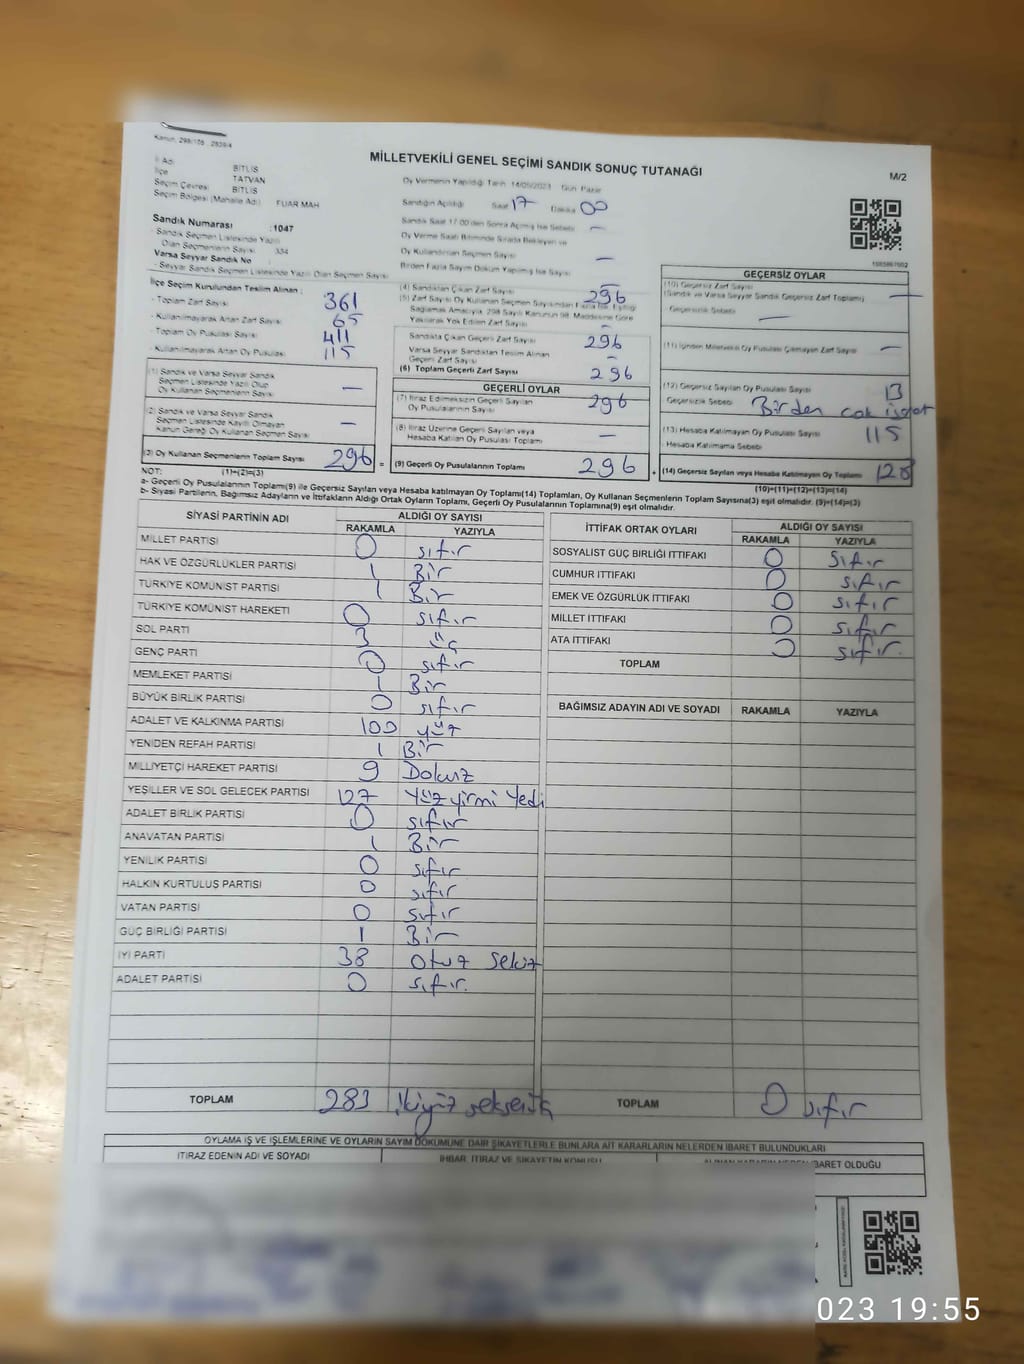 Kanun: 298/105 2839/4
MİLLETVEKİLİ GENEL SEÇİMİ SANDIK SONUÇ TUTANAĞI
M/2
İl Adı BİTLİS
İlçe TATVAN
Seçim Çevresi BİTLİS
Seçim Bölgesi (Mahalle Adı) FUAR MAH
Oy Vermenin Yapıldığı Tarih: 14/05/2023 Gün: Pazar
Sandığın Açıldığı Saat 17 Dakika 00
Sandık Saat 17.00'den Sonra Açılmış İse Sebebi —
Oy Verme Saati Bitiminde Sırada Bekleyen ve
Oy Kullandırılan Seçmen Sayısı —
Birden Fazla Sayım Döküm Yapılmış İse Sayısı —
Sandık Numarası : 1047
- Sandık Seçmen Listesinde Yazılı
Olan Seçmenlerin Sayısı : 334
Varsa Seyyar Sandık No
- Seyyar Sandık Seçmen Listesinde Yazılı Olan Seçmen Sayısı
İlçe Seçim Kurulundan Teslim Alınan :
- Toplam Zarf Sayısı 361
- Kullanılmayarak Artan Zarf Sayısı 65
- Toplam Oy Pusulası Sayısı 411
- Kullanılmayarak Artan Oy Pusulası 115
(1) Sandık ve Varsa Seyyar Sandık
Seçmen Listesinde Yazılı Olup
Oy Kullanan Seçmenlerin Sayısı —
(2) Sandık ve Varsa Seyyar Sandık
Seçmen Listesinde Kayıtlı Olmayan
Kanun Gereği Oy Kullanan Seçmen Sayısı —
(3) Oy Kullanan Seçmenlerin Toplam Sayısı 296 =
(1)+(2)=(3)
(4) Sandıktan Çıkan Zarf Sayısı 296
(5) Zarf Sayısı Oy Kullanan Seçmen Sayısından Fazla İse, Eşitliği
Sağlamak Amacıyla, 298 Sayılı Kanunun 98. Maddesine Göre
Yakılarak Yok Edilen Zarf Sayısı —
Sandıkta Çıkan Geçerli Zarf Sayısı 296
Varsa Seyyar Sandıktan Teslim Alınan
Geçerli Zarf Sayısı —
(6) Toplam Geçerli Zarf Sayısı 296
GEÇERLİ OYLAR
(7) İtiraz Edilmeksizin Geçerli Sayılan
Oy Pusulalarının Sayısı 296
(8) İtiraz Üzerine Geçerli Sayılan veya
Hesaba Katılan Oy Pusulası Toplamı —
(9) Geçerli Oy Pusulalarının Toplamı 296 +
GEÇERSİZ OYLAR
(10) Geçersiz Zarf Sayısı
(Sandık ve Varsa Seyyar Sandık Geçersiz Zarf Toplamı) —
- Geçersizlik Sebebi: —
(11) İçinden Milletvekili Oy Pusulası Çıkmayan Zarf Sayısı —
(12) Geçersiz Sayılan Oy Pusulası Sayısı 13
Geçersizlik Sebebi Birden çok işaret
(13) Hesaba Katılmayan Oy Pusulası Sayısı 115
Hesaba Katılmama Sebebi
(14) Geçersiz Sayılan veya Hesaba Katılmayan Oy Toplamı 128
(10)+(11)+(12)+(13)=(14)
NOT:
a- Geçerli Oy Pusulalarının Toplamı(9) ile Geçersiz Sayılan veya Hesaba katılmayan Oy Toplamı(14) Toplamları, Oy Kullanan Seçmenlerin Toplam Sayısına(3) eşit olmalıdır. (9)+(14)=(3)
b- Siyasi Partilerin, Bağımsız Adayların ve İttifakların Aldığı Ortak Oyların Toplamı, Geçerli Oy Pusulalarının Toplamına(9) eşit olmalıdır.
SİYASİ PARTİNİN ADI ALDIĞI OY SAYISI
RAKAMLA YAZIYLA
MİLLET PARTİSİ 0 sıfır
HAK VE ÖZGÜRLÜKLER PARTİSİ 1 Bir
TÜRKİYE KOMÜNİST PARTİSİ 1 Bir
TÜRKİYE KOMÜNİST HAREKETİ 0 sıfır
SOL PARTİ 3 üç
GENÇ PARTİ 0 sıfır
MEMLEKET PARTİSİ 1 Bir
BÜYÜK BİRLİK PARTİSİ 0 sıfır
ADALET VE KALKINMA PARTİSİ 100 yüz
YENİDEN REFAH PARTİSİ 1 Bir
MİLLİYETÇİ HAREKET PARTİSİ 9 Dokuz
YEŞİLLER VE SOL GELECEK PARTİSİ 127 Yüz yirmi Yedi
ADALET BİRLİK PARTİSİ 0 sıfır
ANAVATAN PARTİSİ 1 Bir
YENİLİK PARTİSİ 0 sıfır
HALKIN KURTULUŞ PARTİSİ 0 sıfır
VATAN PARTİSİ 0 sıfır
GÜÇ BİRLİĞİ PARTİSİ 1 Bir
İYİ PARTİ 38 otuz sekiz
ADALET PARTİSİ 0 sıfır.
TOPLAM 283 ikiyüz
İTTİFAK ORTAK OYLARI ALDIĞI OY SAYISI
RAKAMLA YAZIYLA
SOSYALİST GÜÇ BİRLİĞİ İTTİFAKI 0 sıfır
CUMHUR İTTİFAKI 0 sıfır
EMEK VE ÖZGÜRLÜK İTTİFAKI 0 sıfır
MİLLET İTTİFAKI 0 sıfır
ATA İTTİFAKI 0 sıfır.
TOPLAM
BAĞIMSIZ ADAYIN ADI VE SOYADI RAKAMLA YAZIYLA
TOPLAM 0 sıfır
OYLAMA İŞ VE İŞLEMLERİNE VE OYLARIN SAYIM DÖKÜMÜNE DAİR ŞİKAYETLERLE BUNLARA AİT KARARLARIN NELERDEN İBARET BULUNDUKLARI
İTİRAZ EDENİN ADI VE SOYADI İHBAR, İTİRAZ VE ŞİKAYETİN KONUSU ALINAN KARARIN NEDEN İBARET OLDUĞU
023 19:55